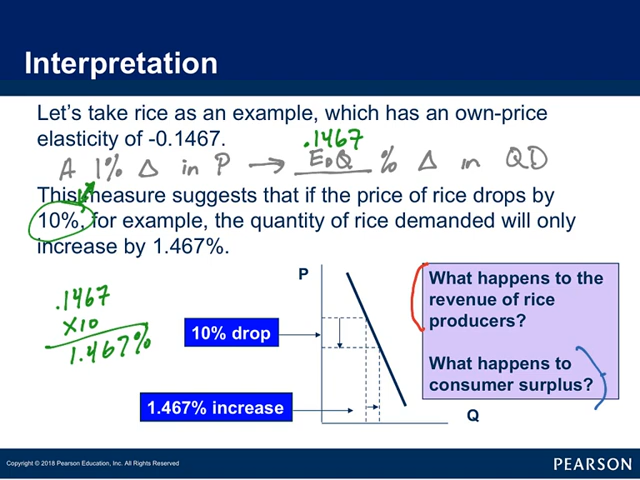 Interpretation
Let's take rice as an example, which has an own-price
elasticity of -0.1467.
.1467
A 1% Δ in P → EDQ % Δ in QD
This measure suggests that if the price of rice drops by
10%, for example, the quantity of rice demanded will only
increase by 1.467%.
.1467
x10
1.467%
P
10% drop
1.467% increase
Q
What happens to the
revenue of rice
producers?
What happens to
consumer surplus?
Copyright © 2018 Pearson Education, Inc. All Rights Reserved
PEARSON